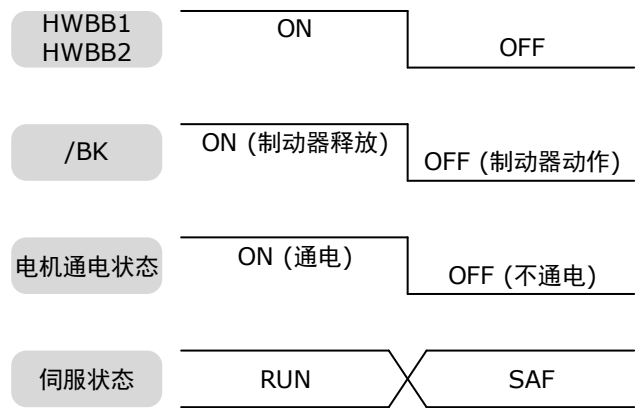 HWBB1
HWBB2
ON
OFF
/BK
ON (制动器释放)
OFF (制动器动作)
电机通电状态
ON (通电)
OFF (不通电)
伺服状态
RUN
SAF